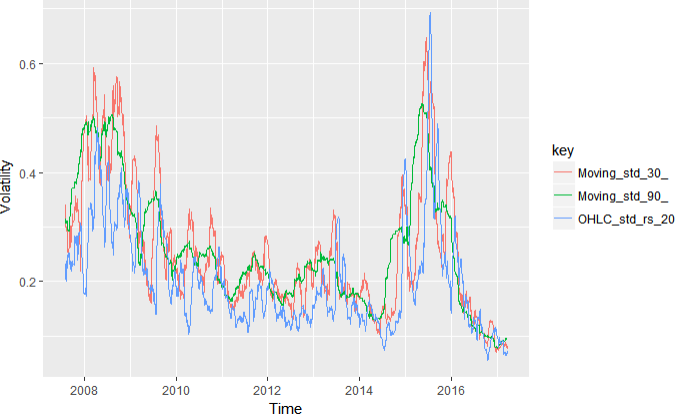 0.6
0.4
0.2
Volatility
2008 2010 2012 2014 2016
Time
key
Moving_std_30_
Moving_std_90_
OHLC_std_rs_20